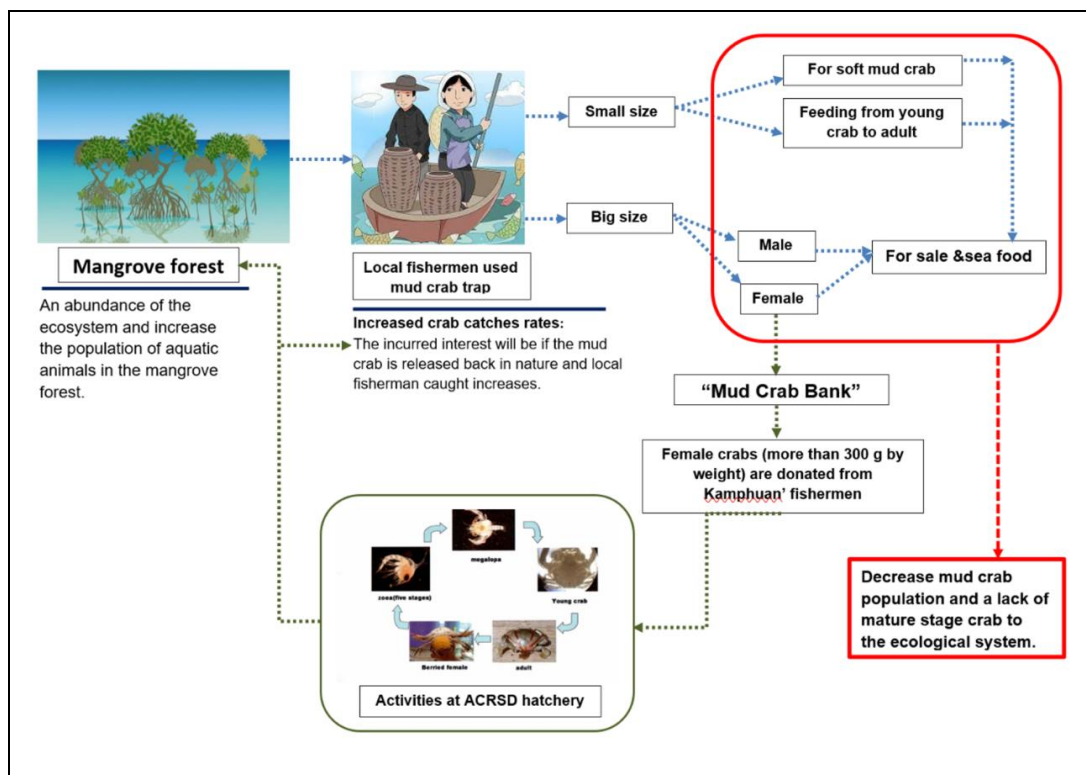 Mangrove forest
An abundance of the
ecosystem and increase
the population of aquatic
animals in the mangrove
forest.
Local fishermen used
mud crab trap
Increased crab catches rates:
The incurred interest will be if the mud
crab is released back in nature and local
fisherman caught increases.
Small size
Big size
For soft mud crab
Feeding from young
crab to adult
Male
Female
For sale &sea food
“Mud Crab Bank”
Female crabs (more than 300 g by
weight) are donated from
Kamphuan’ fishermen
Decrease mud crab
population and a lack of
mature stage crab to
the ecological system.
megalopa
zoea(five stages)
Young crab
Berried female
adult
Activities at ACRSD hatchery